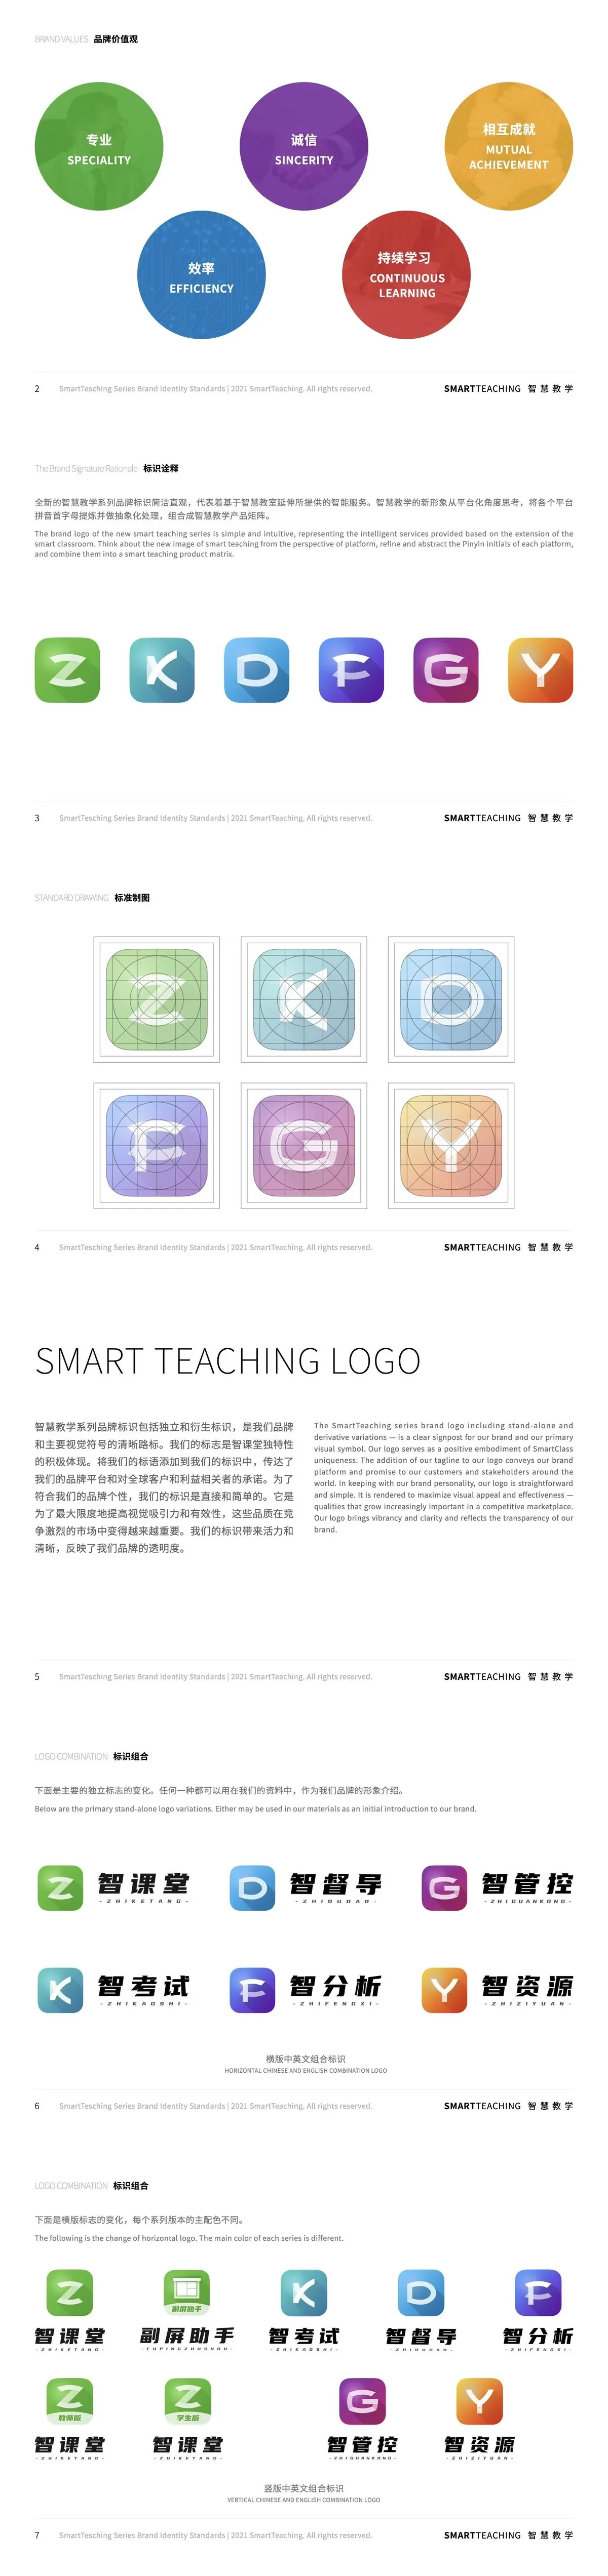 BRAND VALUES 品牌价值观
专业
SPECIALITY
诚信
SINCERITY
相互成就
MUTUAL
ACHIEVEMENT
效率
EFFICIENCY
持续学习
CONTINUOUS
LEARNING
2 SmartTesching Series Brand Identity Standards | 2021 SmartTeaching. All rights reserved. SMARTTEACHING 智慧教学
The Brand Signature Rationale 标识诠释
全新的智慧教学系列品牌标识简洁直观，代表着基于智慧教室延伸所提供的智能服务。智慧教学的新形象从平台化角度思考，将各个平台
拼音首字母提炼并做抽象化处理，组合成智慧教学产品矩阵。
The brand logo of the new smart teaching series is simple and intuitive, representing the intelligent services provided based on the extension of the
smart classroom. Think about the new image of smart teaching from the perspective of platform, refine and abstract the Pinyin initials of each platform,
and combine them into a smart teaching product matrix.
Z K D F G Y
3 SmartTesching Series Brand Identity Standards | 2021 SmartTeaching. All rights reserved. SMARTTEACHING 智慧教学
STANDARD DRAWING 标准制图
Z K D
F G Y
4 SmartTesching Series Brand Identity Standards | 2021 SmartTeaching. All rights reserved. SMARTTEACHING 智慧教学
SMART TEACHING LOGO
智慧教学系列品牌标识包括独立和衍生标识，是我们品牌
和主要视觉符号的清晰路标。我们的标志是智课堂独特性
的积极体现。将我们的标语添加到我们的标识中，传达了
我们的品牌平台和对全球客户和利益相关者的承诺。为了
符合我们的品牌个性，我们的标识是直接和简单的。它是
为了最大限度地提高视觉吸引力和有效性，这些品质在竞
争激烈的市场中变得越来越重要。我们的标识带来活力和
清晰，反映了我们品牌的透明度。
The SmartTeaching series brand logo including stand-alone and
derivative variations — is a clear signpost for our brand and our primary
visual symbol. Our logo serves as a positive embodiment of SmartClass
uniqueness. The addition of our tagline to our logo conveys our brand
platform and promise to our customers and stakeholders around the
world. In keeping with our brand personality, our logo is straightforward
and simple. It is rendered to maximize visual appeal and effectiveness —
qualities that grow increasingly important in a competitive marketplace.
Our logo brings vibrancy and clarity and reflects the transparency of our
brand.
5 SmartTesching Series Brand Identity Standards | 2021 SmartTeaching. All rights reserved. SMARTTEACHING 智慧教学
LOGO COMBINATION 标识组合
下面是主要的独立标志的变化。任何一种都可以用在我们的资料中，作为我们品牌的形象介绍。
Below are the primary stand-alone logo variations. Either may be used in our materials as an initial introduction to our brand.
Z 智课堂 D 智督导 G 智管控
-ZHIKETANG- -ZHIDUDAO- -ZHIGUANKONG-
K 智考试 F 智分析 Y 智资源
-ZHIKAOSHI- -ZHIFENGXI- -ZHIZIYUAN-
横版中英文组合标识
HORIZONTAL CHINESE AND ENGLISH COMBINATION LOGO
6 SmartTesching Series Brand Identity Standards | 2021 SmartTeaching. All rights reserved. SMARTTEACHING 智慧教学
LOGO COMBINATION 标识组合
下面是横版标志的变化，每个系列版本的主配色不同。
The following is the change of horizontal logo. The main color of each series is different.
Z 副屏助手 K D F
智课堂 副屏助手 智考试 智督导 智分析
-ZHIKETANG- -FUPINGZHUSHOU- -ZHIKAOSHI- -ZHIFENGXI-
Z 教师版 Z 学生版 G Y
智课堂 智课堂 智管控 智资源
-ZHIKETANG- -ZHIKETANG- -ZHIZIYUAN-
竖版中英文组合标识
VERTICAL CHINESE AND ENGLISH COMBINATION LOGO
7 SmartTesching Series Brand Identity Standards | 2021 SmartTeaching. All rights reserved. SMARTTEACHING 智慧教学